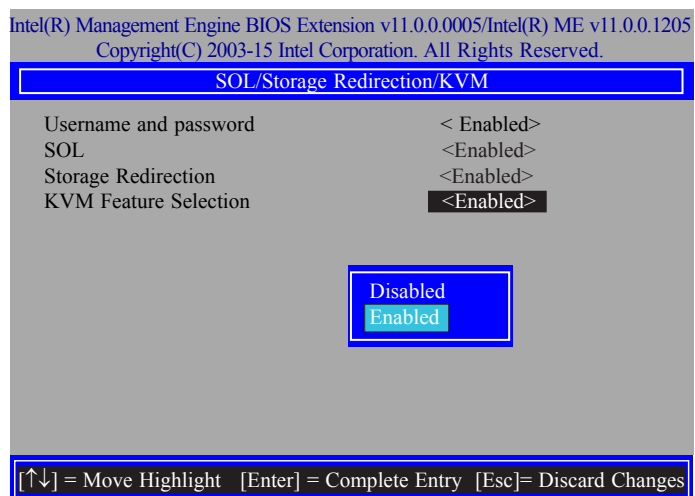 Intel(R) Management Engine BIOS Extension v11.0.0.0005/Intel(R) ME v11.0.0.1205
Copyright(C) 2003-15 Intel Corporation. All Rights Reserved.
SOL/Storage Redirection/KVM
Username and password < Enabled>
SOL <Enabled>
Storage Redirection <Enabled>
KVM Feature Selection <Enabled>
Disabled
Enabled
[↑↓] = Move Highlight [Enter] = Complete Entry [Esc]= Discard Changes